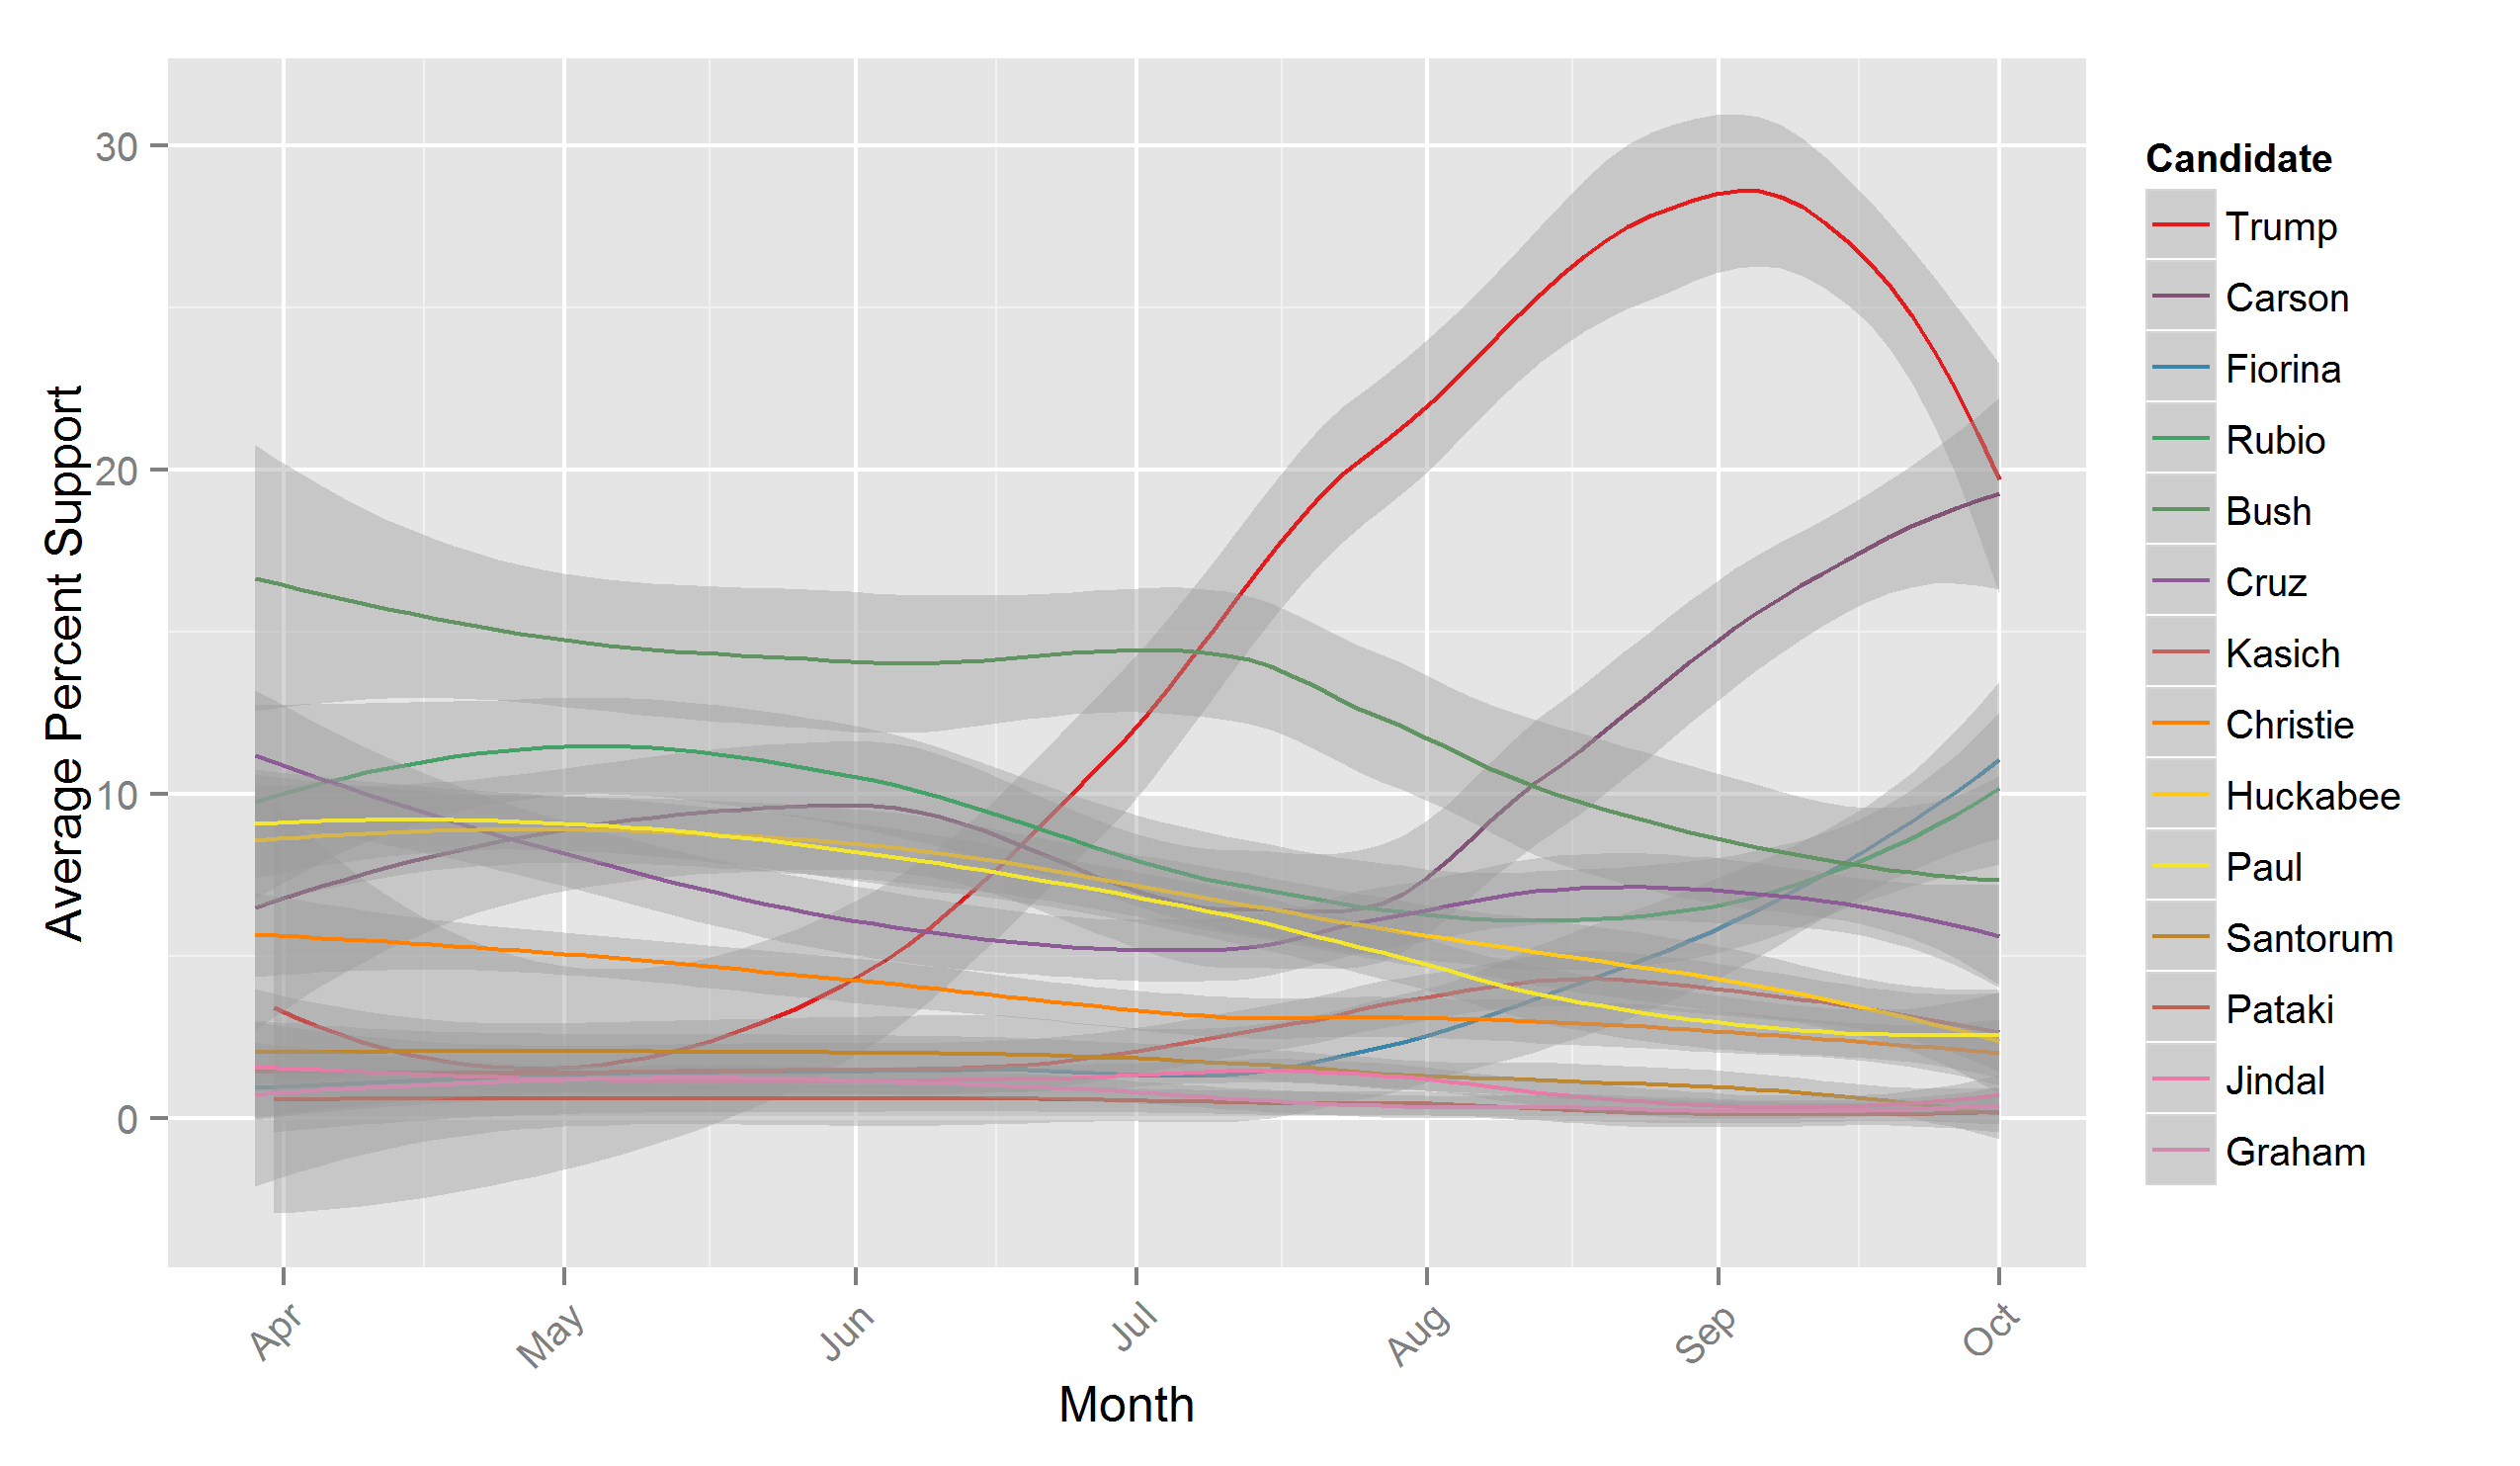 Average Percent Support
30
20
10
0
Apr
May
Jun
Jul
Aug
Sep
Oct
Month
Candidate
Trump
Carson
Fiorina
Rubio
Bush
Cruz
Kasich
Christie
Huckabee
Paul
Santorum
Pataki
Jindal
Graham